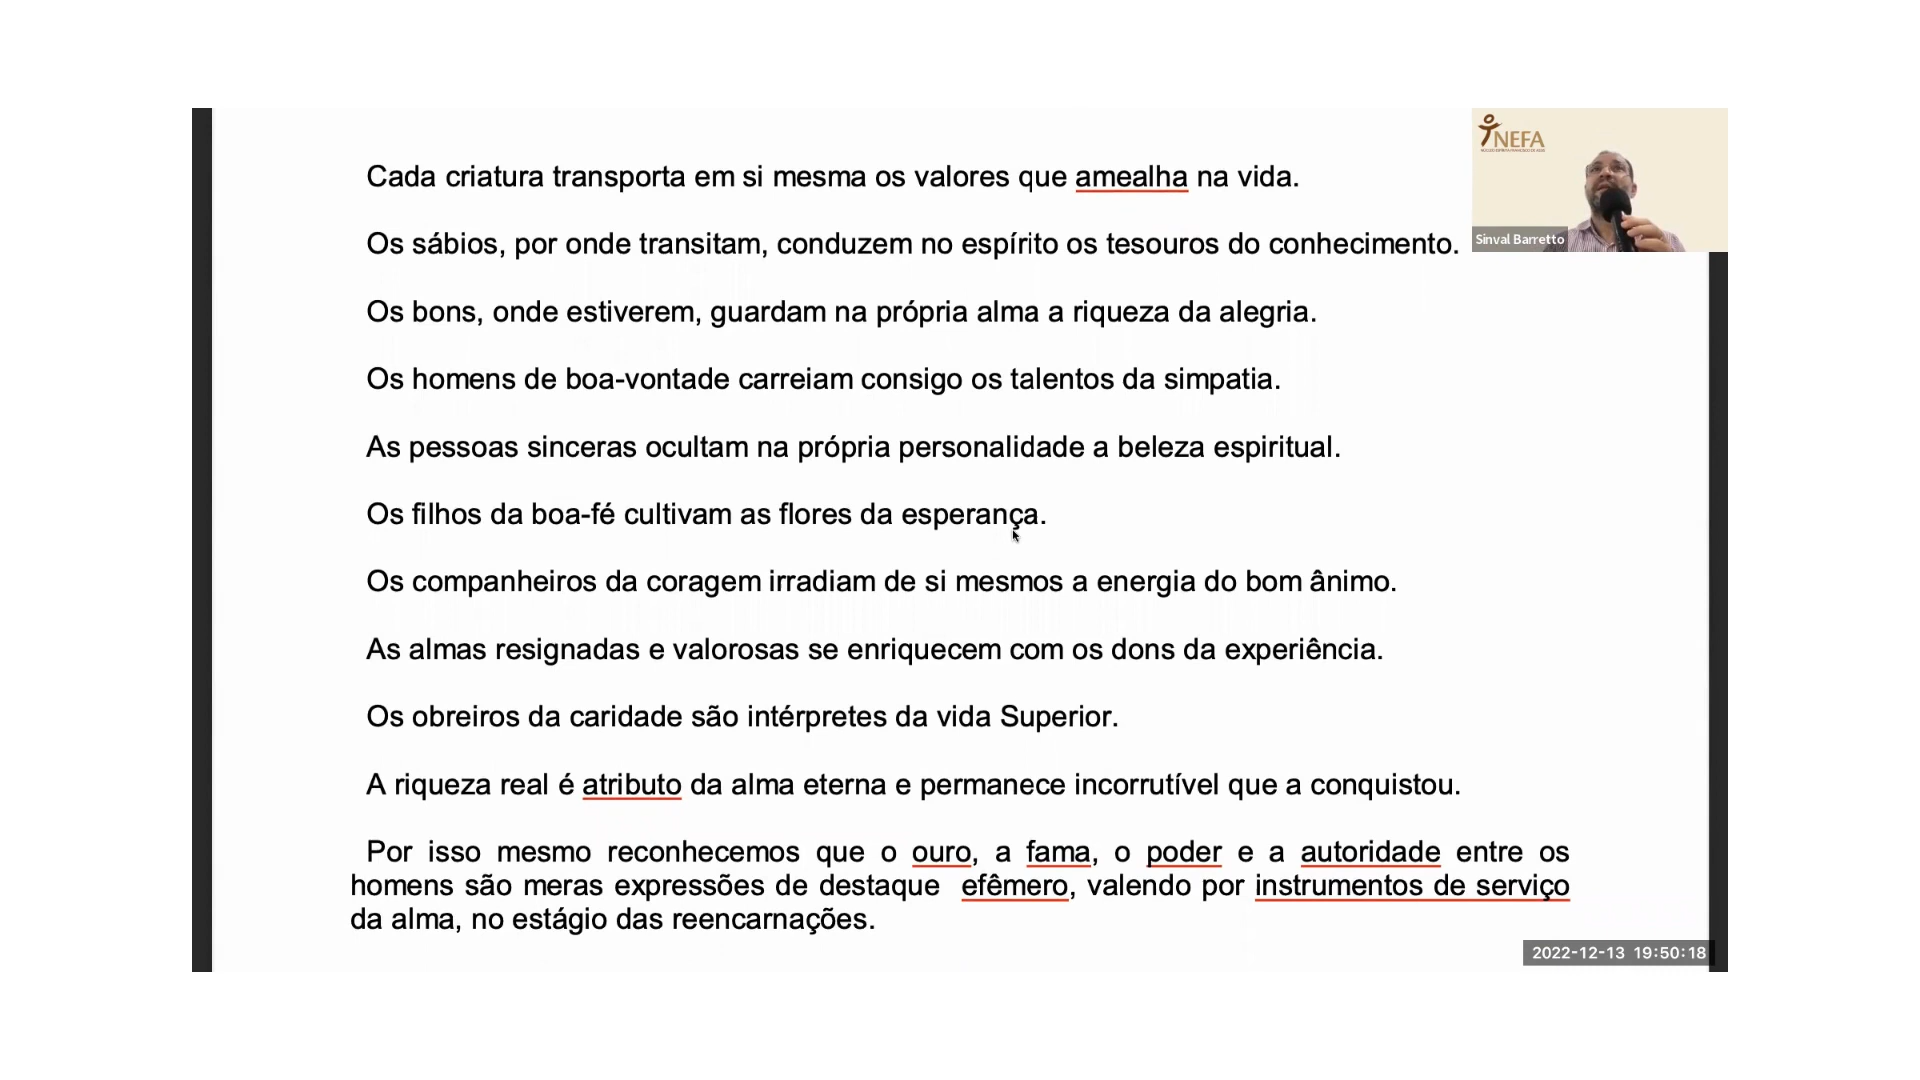 Cada criatura transporta em si mesma os valores que amealha na vida.
Os sábios, por onde transitam, conduzem no espírito os tesouros do conhecimento.
Os bons, onde estiverem, guardam na própria alma a riqueza da alegria.
Os homens de boa-vontade carreiam consigo os talentos da simpatia.
As pessoas sinceras ocultam na própria personalidade a beleza espiritual.
Os filhos da boa-fé cultivam as flores da esperança.
Os companheiros da coragem irradiam de si mesmos a energia do bom ânimo.
As almas resignadas e valorosas se enriquecem com os dons da experiência.
Os obreiros da caridade são intérpretes da vida Superior.
A riqueza real é atributo da alma eterna e permanece incorrutível que a conquistou.
Por isso mesmo reconhecemos que o ouro, a fama, o poder e a autoridade entre os
homens são meras expressões de destaque efêmero, valendo por instrumentos de serviço
da alma, no estágio das reencarnações.
NEFA
Sinval Barretto
2022-12-13 19:50:18